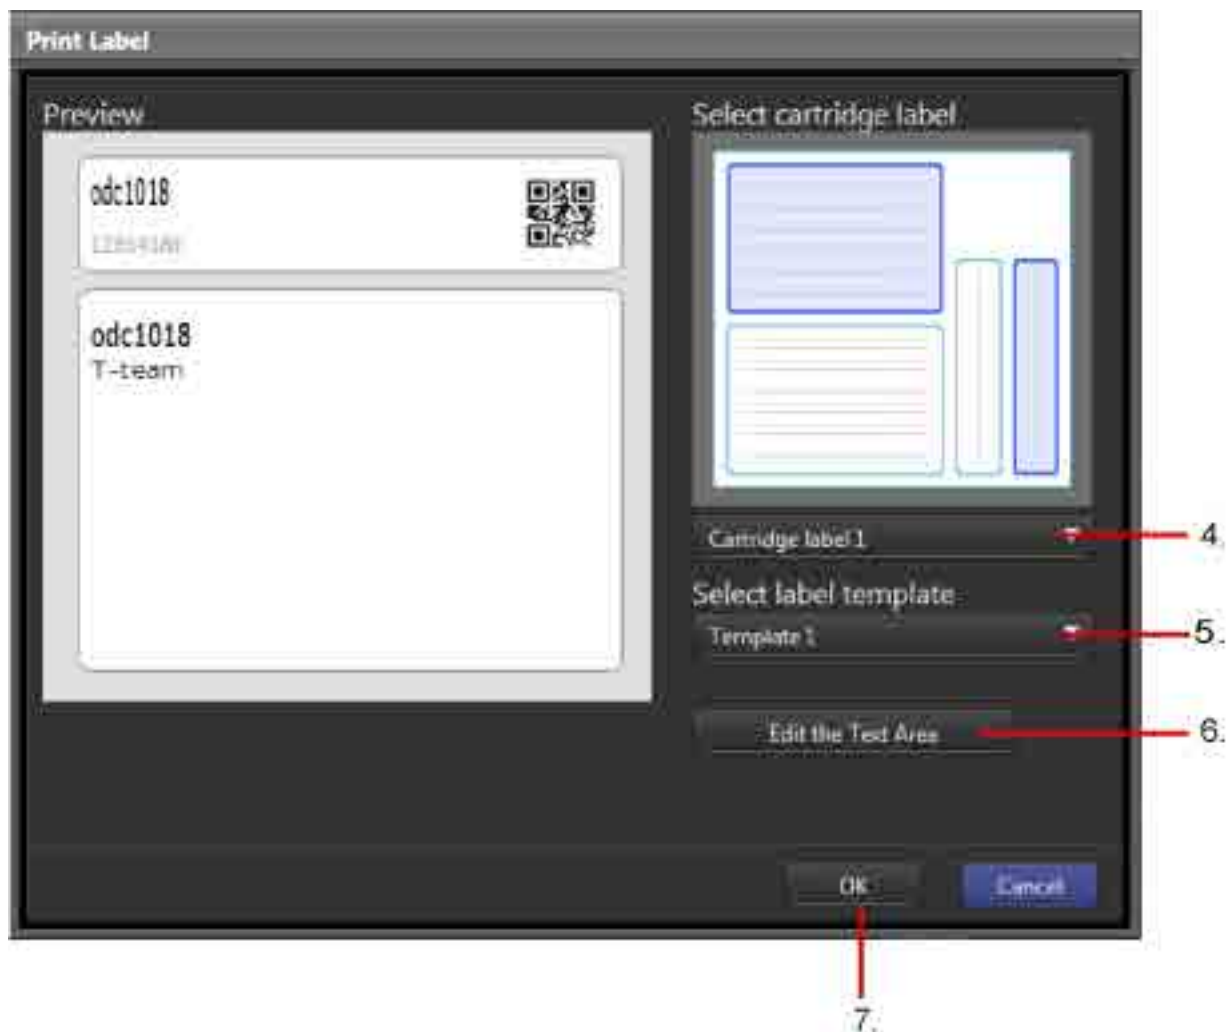 Print Label
Preview
odc1018
odc1018
T-team
Select cartridge label
Cartridge label 1
4.
Select label template
Template 1
5.
Edit the Text Area
6.
OK
Cancel
7.